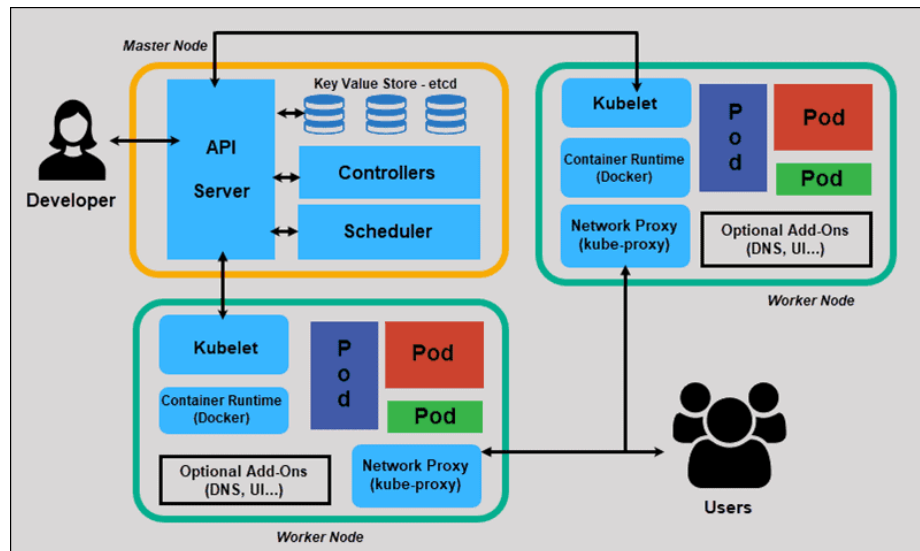 Master Node
Key Value Store - etcd
API
Server
Controllers
Scheduler
Developer
Kubelet
Container Runtime
(Docker)
Network Proxy
(kube-proxy)
P
o
d
Pod
Pod
Optional Add-Ons
(DNS, UI...)
Worker Node
Kubelet
Container Runtime
(Docker)
P
o
d
Pod
Pod
Optional Add-Ons
(DNS, UI...)
Network Proxy
(kube-proxy)
Worker Node
Users